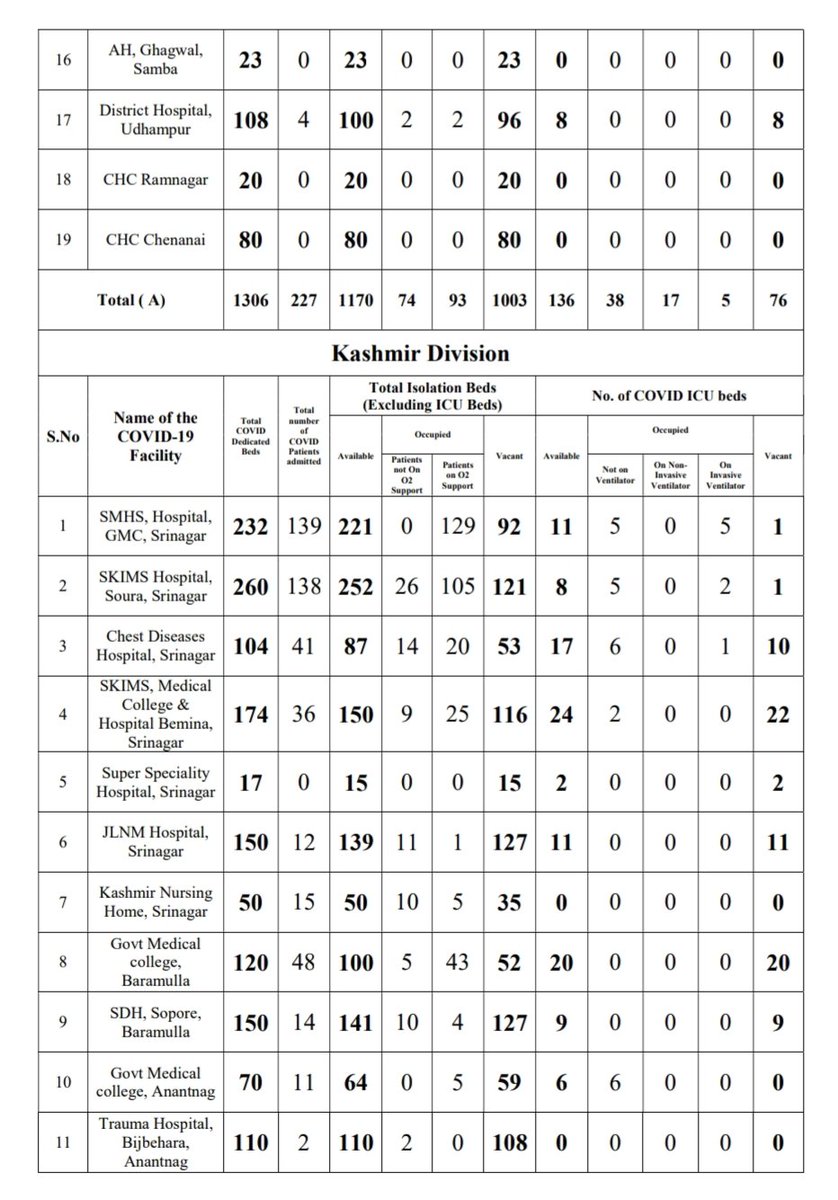 16 AH, Ghagwal, Samba 23 0 23 0 0 23 0 0 0 0 0
17 District Hospital, Udhampur 108 4 100 2 2 96 8 0 0 0 8
18 CHC Ramnagar 20 0 20 0 0 20 0 0 0 0 0
19 CHC Chenanai 80 0 80 0 0 80 0 0 0 0 0
Total ( A) 1306 227 1170 74 93 1003 136 38 17 5 76
Kashmir Division
S.No
Name of the COVID-19 Facility
Total COVID Dedicated Beds
Total number of COVID Patients admitted
Total Isolation Beds (Excluding ICU Beds)
Available
Occupied
Patients not On O2 Support
Patients on O2 Support
Vacant
No. of COVID ICU beds
Available
Occupied
Not on Ventilator
On Non-Invasive Ventilator
On Invasive Ventilator
Vacant
1 SMHS, Hospital, GMC, Srinagar 232 139 221 0 129 92 11 5 0 5 1
2 SKIMS Hospital, Soura, Srinagar 260 138 252 26 105 121 8 5 0 2 1
3 Chest Diseases Hospital, Srinagar 104 41 87 14 20 53 17 6 0 1 10
4 SKIMS, Medical College & Hospital Bemina, Srinagar 174 36 150 9 25 116 24 2 0 0 22
5 Super Speciality Hospital, Srinagar 17 0 15 0 0 15 2 0 0 0 2
6 JLNM Hospital, Srinagar 150 12 139 11 1 127 11 0 0 0 11
7 Kashmir Nursing Home, Srinagar 50 15 50 10 5 35 0 0 0 0 0
8 Govt Medical college, Baramulla 120 48 100 5 43 52 20 0 0 0 20
9 SDH, Sopore, Baramulla 150 14 141 10 4 127 9 0 0 0 9
10 Govt Medical college, Anantnag 70 11 64 0 5 59 6 6 0 0 0
11 Trauma Hospital, Bijbehara, Anantnag 110 2 110 2 0 108 0 0 0 0 0